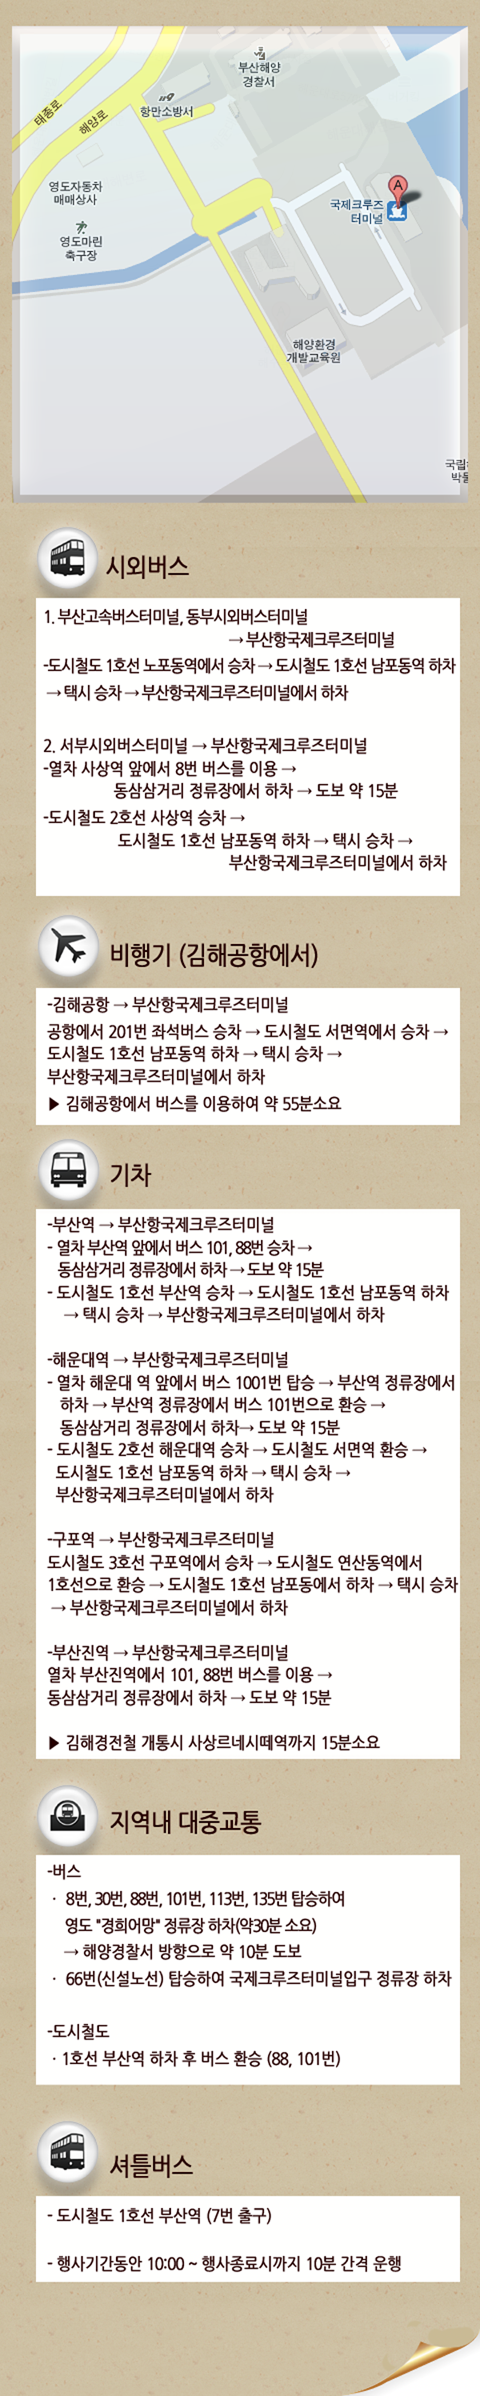 부산해양
경찰서
항만소방서
태종로
해양로
영도자동차
매매상사
영도마린
축구장
A
국제크루즈
터미널
해양환경
개발교육원
국립
박물
시외버스
1. 부산고속버스터미널, 동부시외버스터미널
→ 부산항국제크루즈터미널
-도시철도 1호선 노포동역에서 승차 → 도시철도 1호선 남포동역 하차
→ 택시 승차 → 부산항국제크루즈터미널에서 하차
2. 서부시외버스터미널 → 부산항국제크루즈터미널
-열차 사상역 앞에서 8번 버스를 이용 →
동삼삼거리 정류장에서 하차 → 도보 약 15분
-도시철도 2호선 사상역 승차 →
도시철도 1호선 남포동역 하차 → 택시 승차 →
부산항국제크루즈터미널에서 하차
비행기 (김해공항에서)
-김해공항 → 부산항국제크루즈터미널
공항에서 201번 좌석버스 승차 → 도시철도 서면역에서 승차 →
도시철도 1호선 남포동역 하차 → 택시 승차 →
부산항국제크루즈터미널에서 하차
▶ 김해공항에서 버스를 이용하여 약 55분소요
기차
-부산역 → 부산항국제크루즈터미널
- 열차 부산역 앞에서 버스 101, 88번 승차 →
동삼삼거리 정류장에서 하차 → 도보 약 15분
- 도시철도 1호선 부산역 승차 → 도시철도 1호선 남포동역 하차
→ 택시 승차 → 부산항국제크루즈터미널에서 하차
-해운대역 → 부산항국제크루즈터미널
- 열차 해운대 역 앞에서 버스 1001번 탑승 → 부산역 정류장에서
하차 → 부산역 정류장에서 버스 101번으로 환승 →
동삼삼거리 정류장에서 하차→ 도보 약 15분
- 도시철도 2호선 해운대역 승차 → 도시철도 서면역 환승 →
도시철도 1호선 남포동역 하차 → 택시 승차 →
부산항국제크루즈터미널에서 하차
-구포역 → 부산항국제크루즈터미널
도시철도 3호선 구포역에서 승차 → 도시철도 연산동역에서
1호선으로 환승 → 도시철도 1호선 남포동에서 하차 → 택시 승차
→ 부산항국제크루즈터미널에서 하차
-부산진역 → 부산항국제크루즈터미널
열차 부산진역에서 101, 88번 버스를 이용 →
동삼삼거리 정류장에서 하차 → 도보 약 15분
▶ 김해경전철 개통시 사상르네시떼역까지 15분소요
지역내 대중교통
-버스
· 8번, 30번, 88번, 101번, 113번, 135번 탑승하여
영도 "경희어망" 정류장 하차(약30분 소요)
→ 해양경찰서 방향으로 약 10분 도보
· 66번(신설노선) 탑승하여 국제크루즈터미널입구 정류장 하차
-도시철도
· 1호선 부산역 하차 후 버스 환승 (88, 101번)
셔틀버스
- 도시철도 1호선 부산역 (7번 출구)
- 행사기간동안 10:00 ~ 행사종료시까지 10분 간격 운행